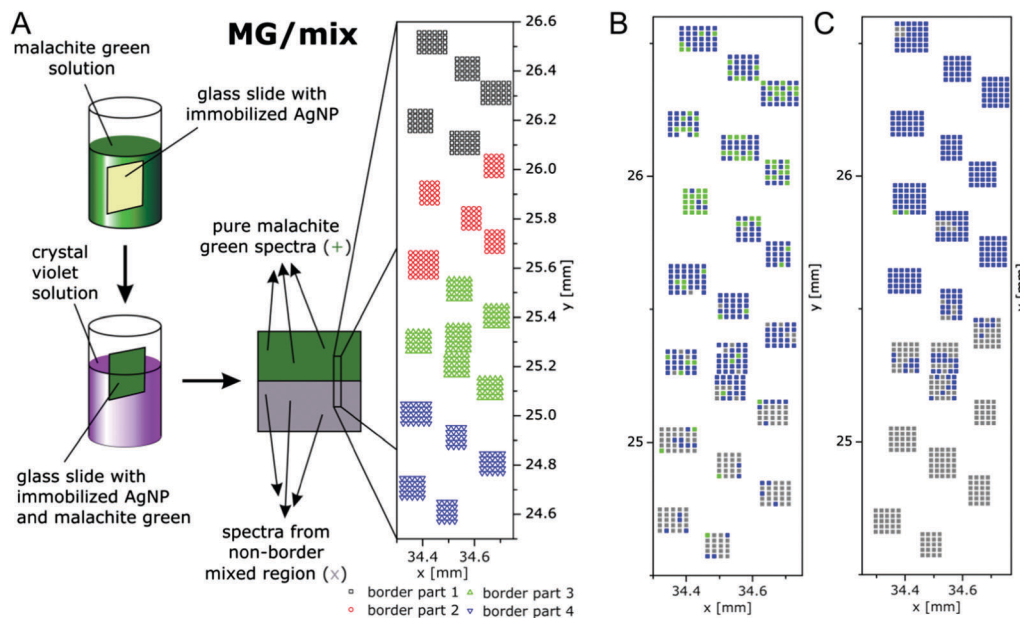 A
MG/mix
malachite green
solution
glass slide with
immobilized AgNP
crystal
violet
solution
glass slide with
immobilized AgNP
and malachite green
pure malachite
green spectra (+)
spectra from
non-border
mixed region (x)
26.6
26.4
26.2
26.0
25.8
25.6
25.4
25.2
25.0
24.8
24.6
y [mm]
34.4 34.6
x [mm]
border part 1
border part 2
border part 3
border part 4
B
26
25
y [mm]
34.4 34.6
x [mm]
C
26
25
y [mm]
34.4 34.6
x [mm]